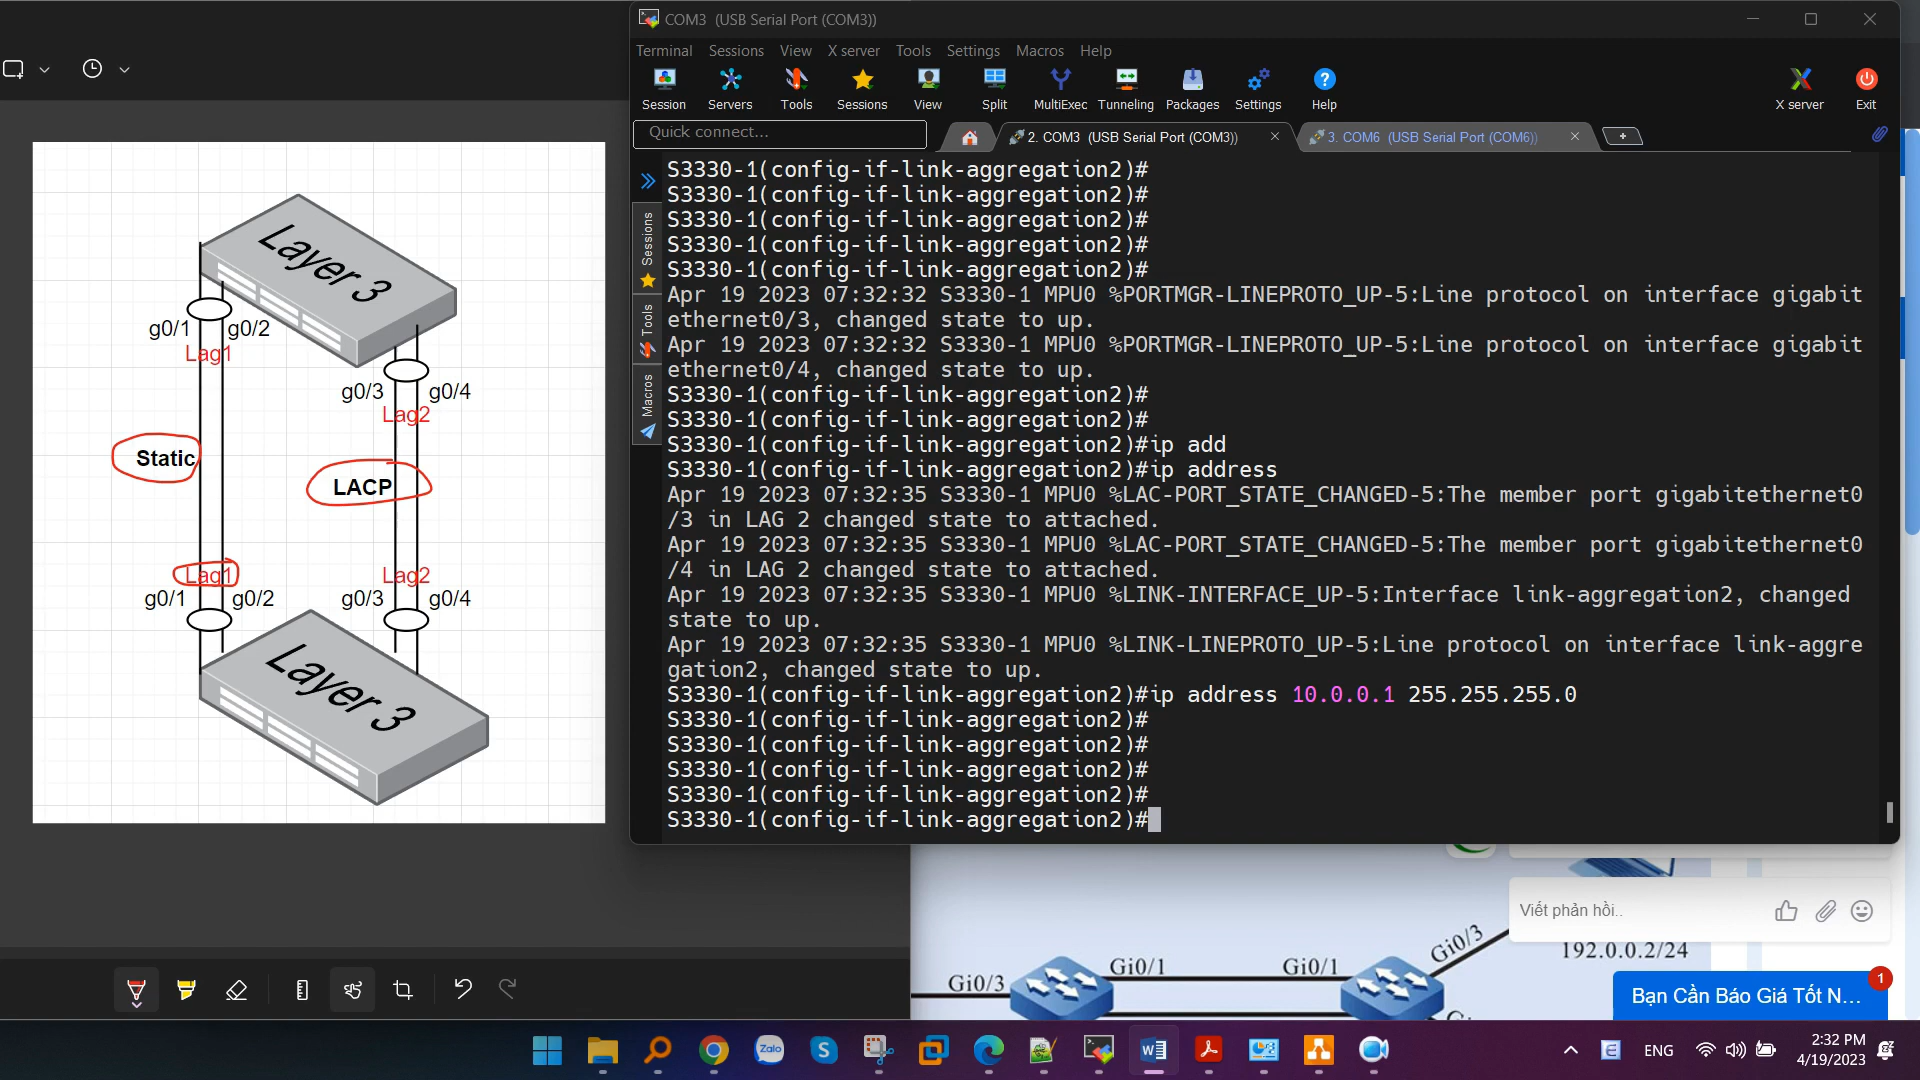 COM3  (USB Serial Port (COM3))
Terminal Sessions View X server Tools Settings Macros Help
Session Servers Tools Sessions View Split MultiExec Tunneling Packages Settings Help X server Exit
Quick connect...
2. COM3  (USB Serial Port (COM3))
3. COM6  (USB Serial Port (COM6))
Sessions
Tools
Macros
S3330-1(config-if-link-aggregation2)#
S3330-1(config-if-link-aggregation2)#
S3330-1(config-if-link-aggregation2)#
S3330-1(config-if-link-aggregation2)#
S3330-1(config-if-link-aggregation2)#
Apr 19 2023 07:32:32 S3330-1 MPU0 %PORTMGR-LINEPROTO_UP-5:Line protocol on interface gigabit
ethernet0/3, changed state to up.
Apr 19 2023 07:32:32 S3330-1 MPU0 %PORTMGR-LINEPROTO_UP-5:Line protocol on interface gigabit
ethernet0/4, changed state to up.
S3330-1(config-if-link-aggregation2)#
S3330-1(config-if-link-aggregation2)#
S3330-1(config-if-link-aggregation2)#ip add
S3330-1(config-if-link-aggregation2)#ip address
Apr 19 2023 07:32:35 S3330-1 MPU0 %LAC-PORT_STATE_CHANGED-5:The member port gigabitethernet0
/3 in LAG 2 changed state to attached.
Apr 19 2023 07:32:35 S3330-1 MPU0 %LAC-PORT_STATE_CHANGED-5:The member port gigabitethernet0
/4 in LAG 2 changed state to attached.
Apr 19 2023 07:32:35 S3330-1 MPU0 %LINK-INTERFACE_UP-5:Interface link-aggregation2, changed
state to up.
Apr 19 2023 07:32:35 S3330-1 MPU0 %LINK-LINEPROTO_UP-5:Line protocol on interface link-aggre
gation2, changed state to up.
S3330-1(config-if-link-aggregation2)#ip address 10.0.0.1 255.255.255.0
S3330-1(config-if-link-aggregation2)#
S3330-1(config-if-link-aggregation2)#
S3330-1(config-if-link-aggregation2)#
S3330-1(config-if-link-aggregation2)#
S3330-1(config-if-link-aggregation2)#
Layer 3
g0/1 g0/2
Lag1
g0/3 g0/4
Lag2
Static
LACP
Lag1 Lag2
g0/1 g0/2 g0/3 g0/4
Layer 3
Viết phản hồi..
192.0.0.2/24
Gi0/3
Gi0/3 Gi0/1 Gi0/1
Bạn Cần Báo Giá Tốt N...
1
Zalo
ENG
2:32 PM
4/19/2023